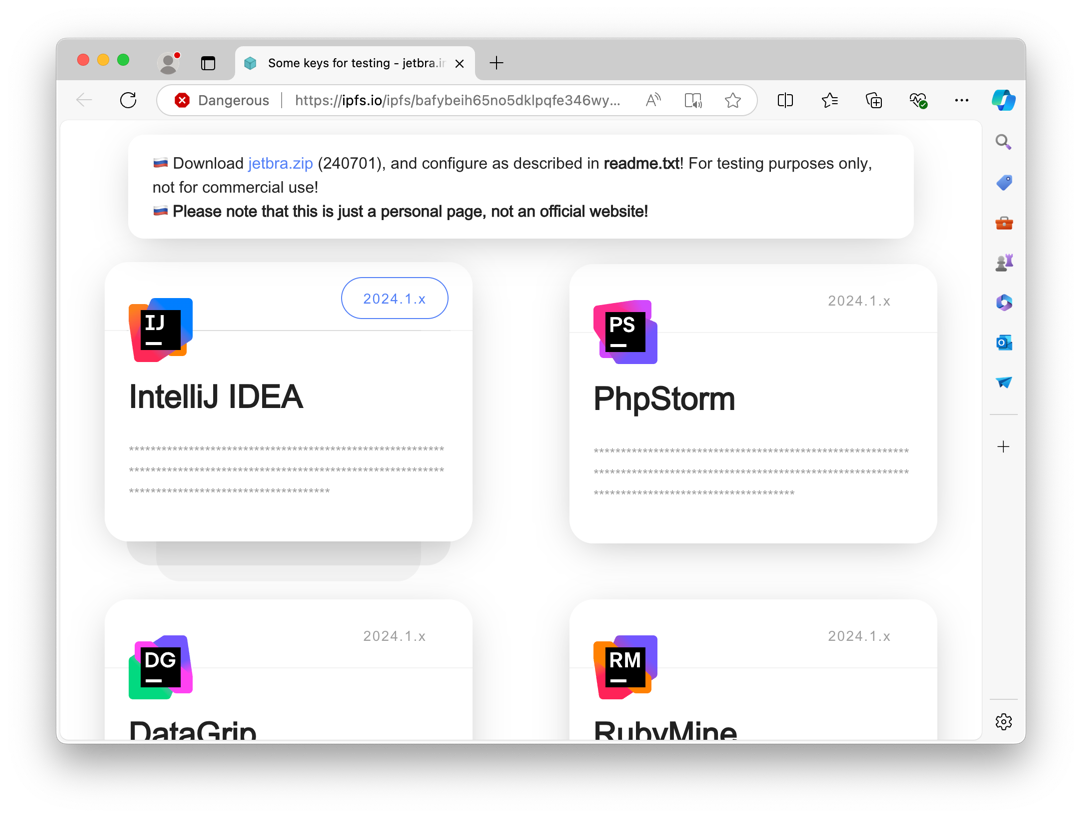 Some keys for testing - jetbra.in
Dangerous
https://ipfs.io/ipfs/bafybeih65no5dklpqfe346wy...
Download jetbra.zip (240701), and configure as described in readme.txt! For testing purposes only,
not for commercial use!
Please note that this is just a personal page, not an official website!
IJ
2024.1.x
IntelliJ IDEA
*********************************************************
*********************************************************
************************************
PS
2024.1.x
PhpStorm
*********************************************************
*********************************************************
************************************
DG
2024.1.x
DataGrip
RM
2024.1.x
RubyMine